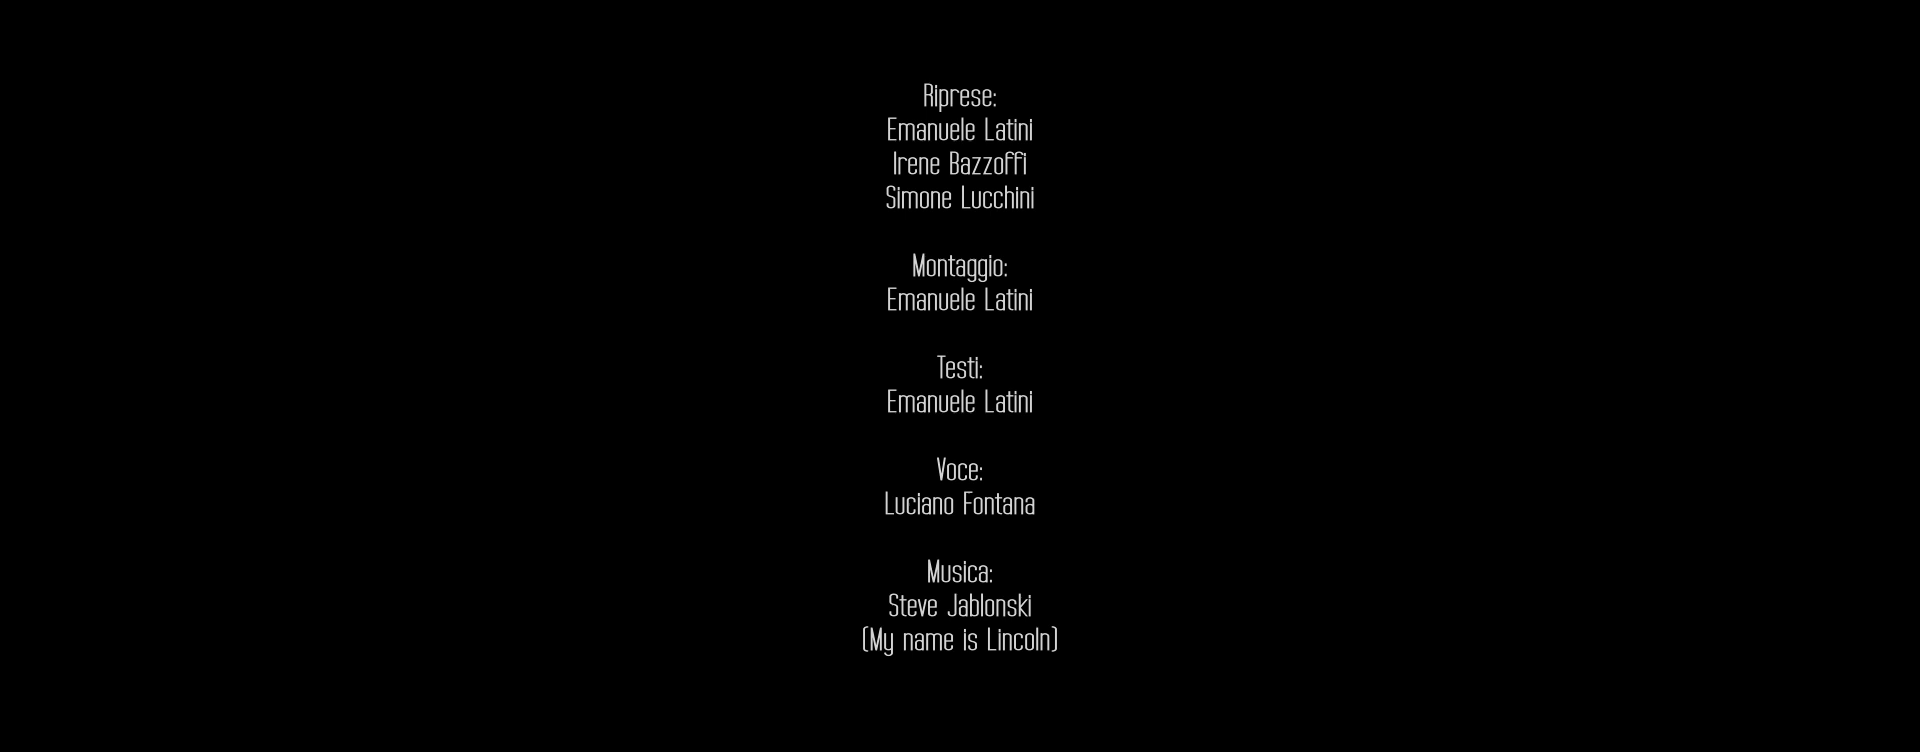 Riprese:
Emanuele Latini
Irene Bazzoffi
Simone Lucchini
Montaggio:
Emanuele Latini
Testi:
Emanuele Latini
Voce:
Luciano Fontana
Musica:
Steve Jablonski
(My name is Lincoln)